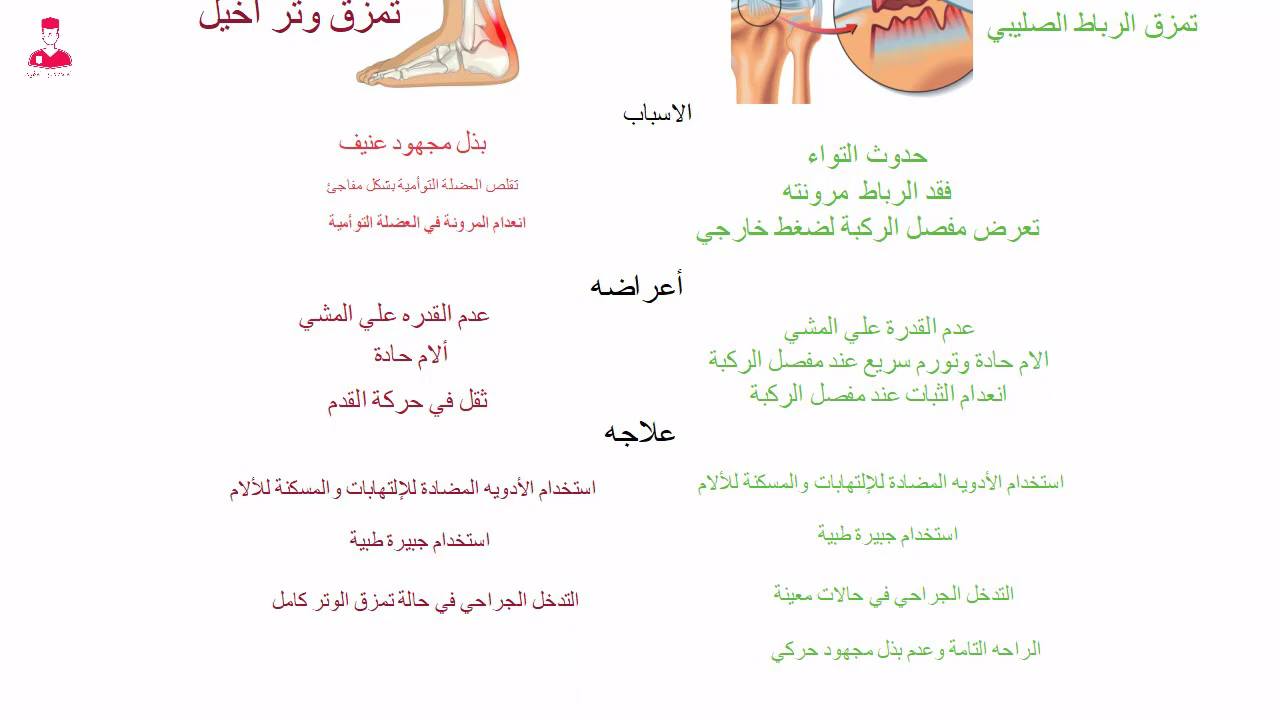 تمزق الرباط الصليبي
تمزق وتر أخيل
الاسباب
حدوث التواء
فقد الرباط مرونته
تعرض مفصل الركبة لضغط خارجي
بذل مجهود عنيف
تقلص العضلة التوأمية بشكل مفاجئ
انعدام المرونة في العضلة التوأمية
أعراضه
عدم القدرة علي المشي
الام حادة وتورم سريع عند مفصل الركبة
انعدام الثبات عند مفصل الركبة
عدم القدره علي المشي
ألام حادة
ثقل في حركة القدم
علاجه
استخدام الأدويه المضادة للإلتهابات والمسكنة للألام
استخدام جبيرة طبية
التدخل الجراحي في حالات معينة
الراحه التامة وعدم بذل مجهود حركي
استخدام الأدويه المضادة للإلتهابات والمسكنة للألام
استخدام جبيرة طبية
التدخل الجراحي في حالة تمزق الوتر كامل